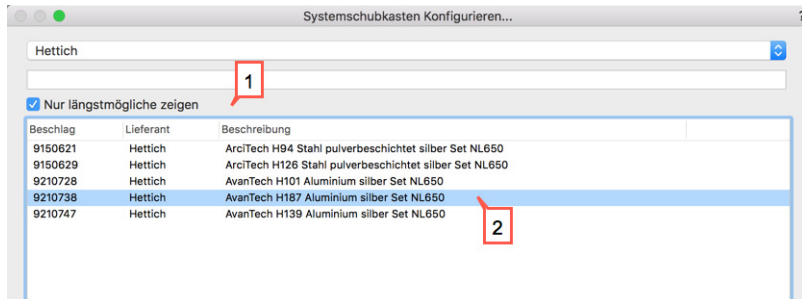 Systemschubkasten Konfigurieren...
?
Hettich
1
Nur längstmögliche zeigen
Beschlag Lieferant Beschreibung
9150621 Hettich ArciTech H94 Stahl pulverbeschichtet silber Set NL650
9150629 Hettich ArciTech H126 Stahl pulverbeschichtet silber Set NL650
9210728 Hettich AvanTech H101 Aluminium silber Set NL650
9210738 Hettich AvanTech H187 Aluminium silber Set NL650
9210747 Hettich AvanTech H139 Aluminium silber Set NL650
2